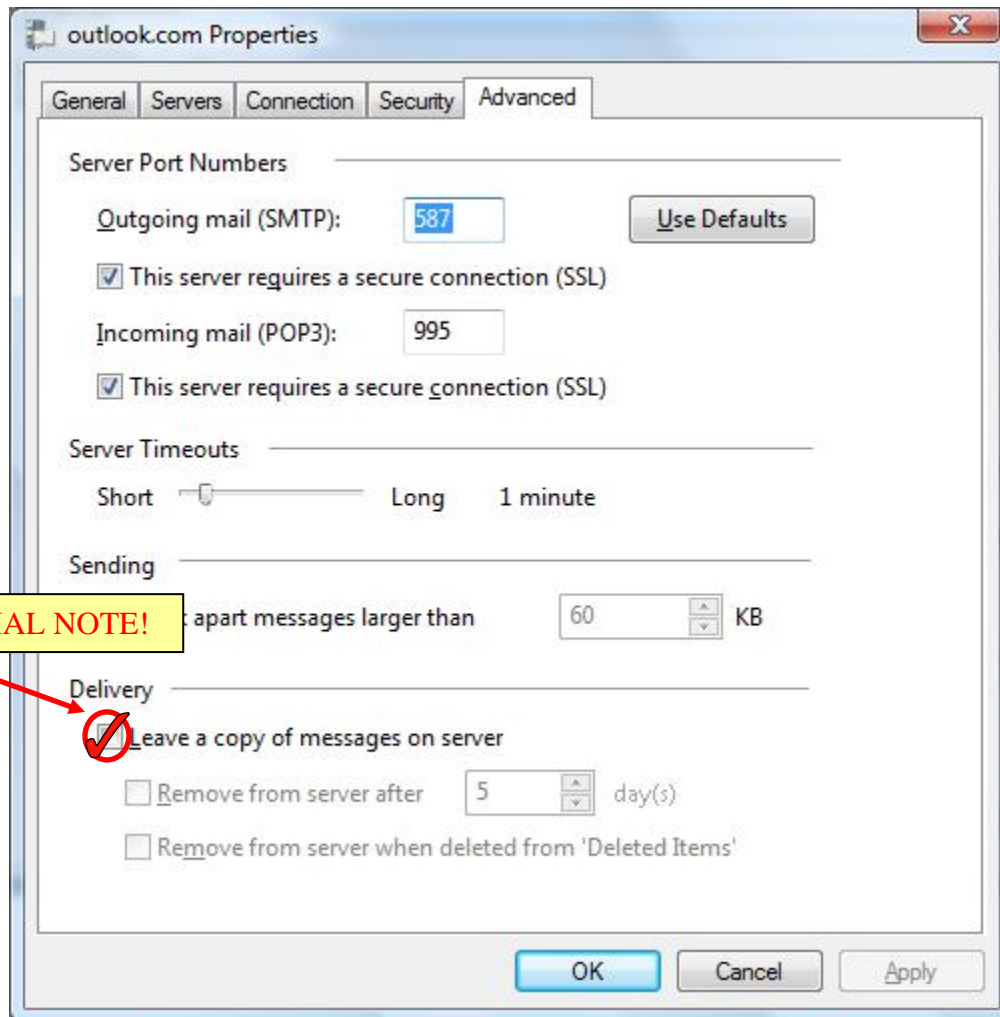 outlook.com Properties
General Servers Connection Security Advanced
Server Port Numbers
Outgoing mail (SMTP): 587 Use Defaults
This server requires a secure connection (SSL)
Incoming mail (POP3): 995
This server requires a secure connection (SSL)
Server Timeouts
Short Long 1 minute
Sending
NOTE! apart messages larger than 60 KB
Delivery
Leave a copy of messages on server
Remove from server after 5 day(s)
Remove from server when deleted from 'Deleted Items'
OK Cancel Apply